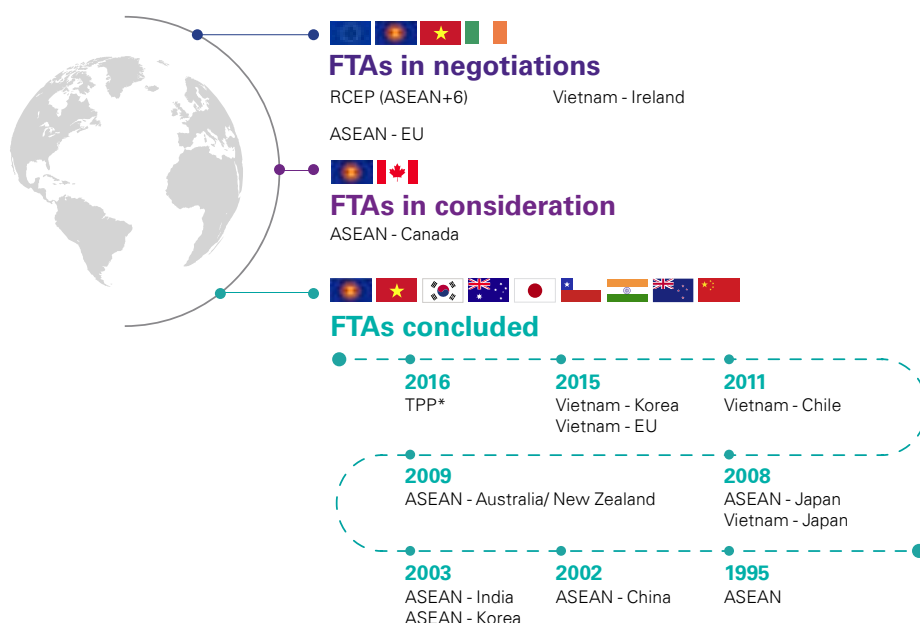 FTAs in negotiations
RCEP (ASEAN+6)
Vietnam - Ireland
ASEAN - EU
FTAs in consideration
ASEAN - Canada
FTAs concluded
2016
TPP*
2015
Vietnam - Korea
Vietnam - EU
2011
Vietnam - Chile
2009
ASEAN - Australia/ New Zealand
2008
ASEAN - Japan
Vietnam - Japan
2003
ASEAN - India
ASEAN - Korea
2002
ASEAN - China
1995
ASEAN